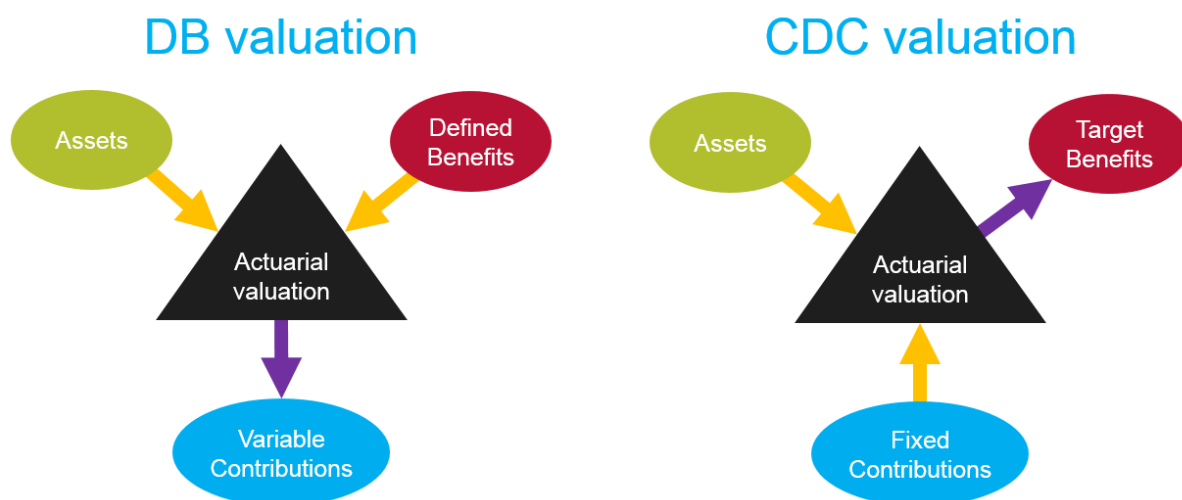 DB valuation
Assets
Defined
Benefits
Actuarial
valuation
Variable
Contributions
CDC valuation
Assets
Target
Benefits
Actuarial
valuation
Fixed
Contributions